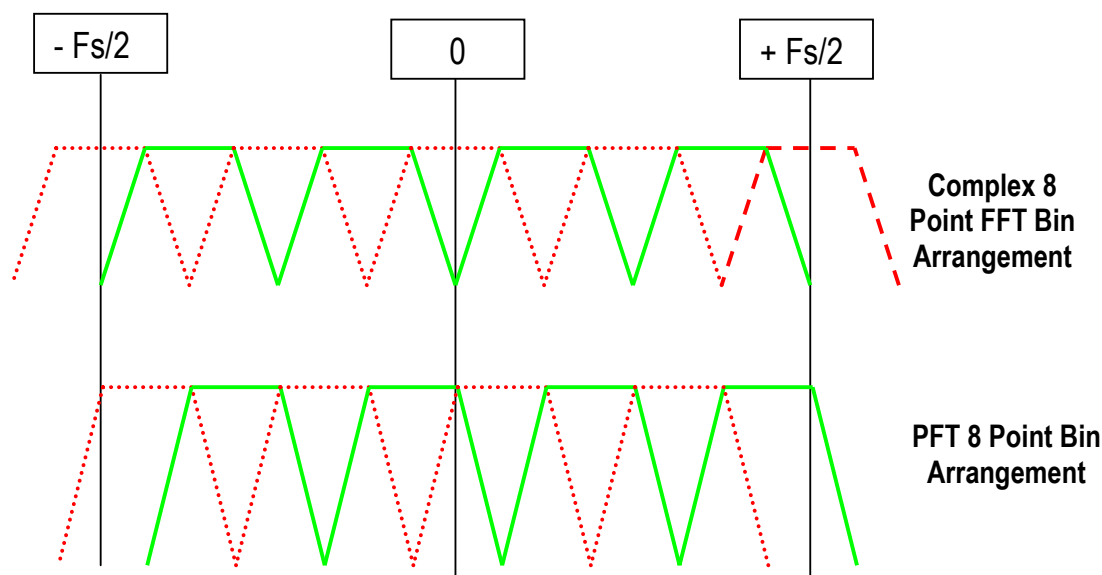 - Fs/2
0
+ Fs/2
Complex 8
Point FFT Bin
Arrangement
PFT 8 Point Bin
Arrangement